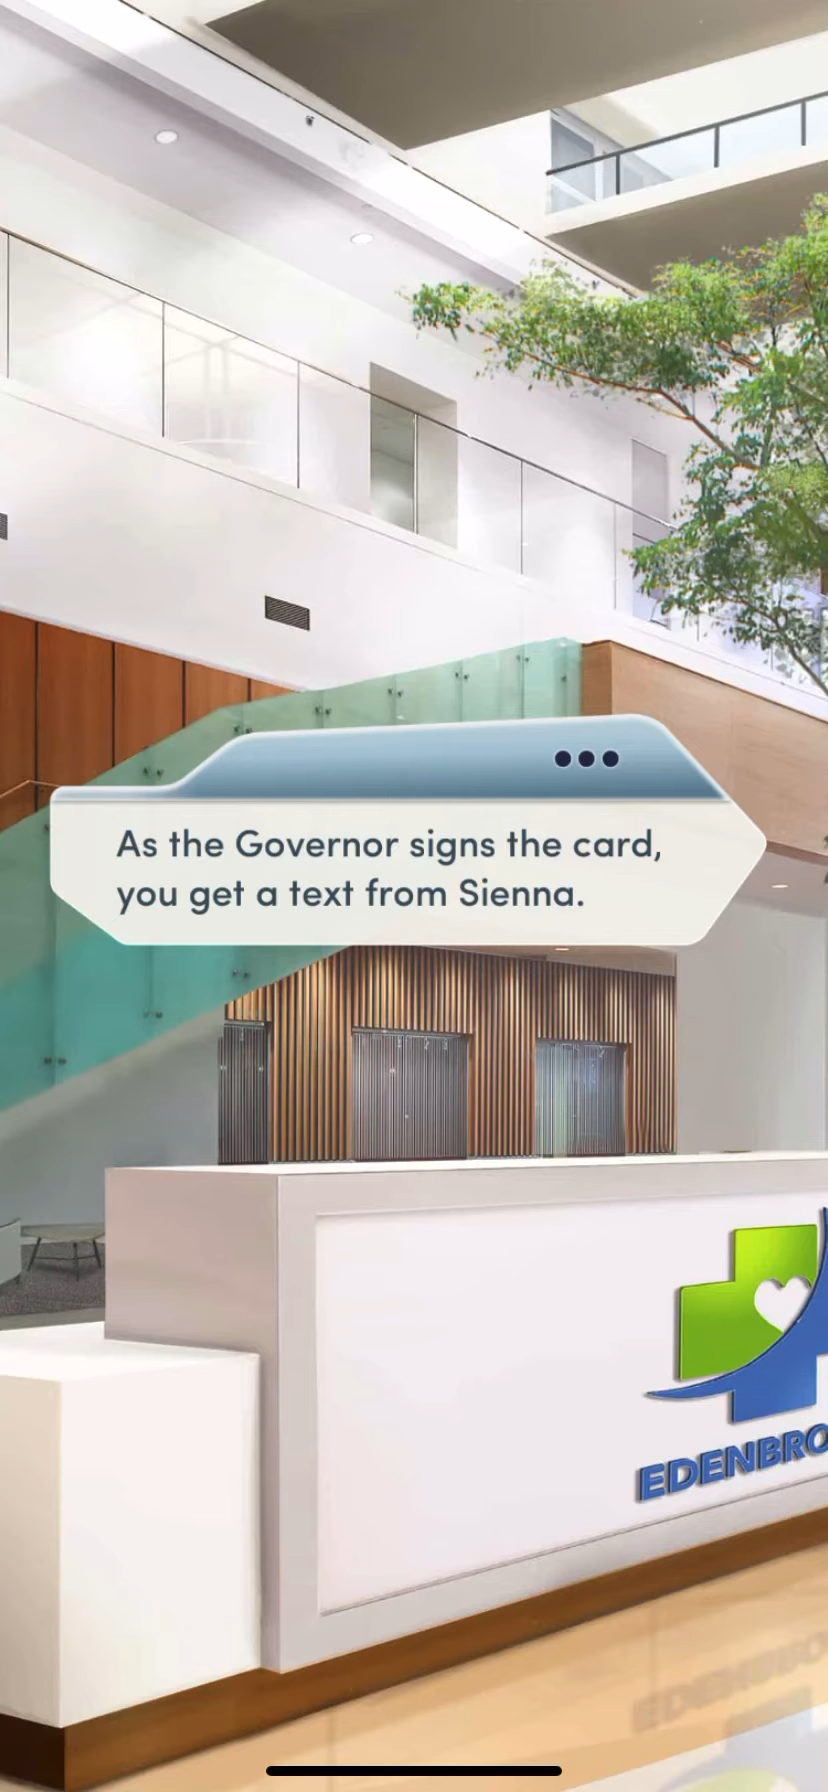 As the Governor signs the card,
you get a text from Sienna.
EDENBRO